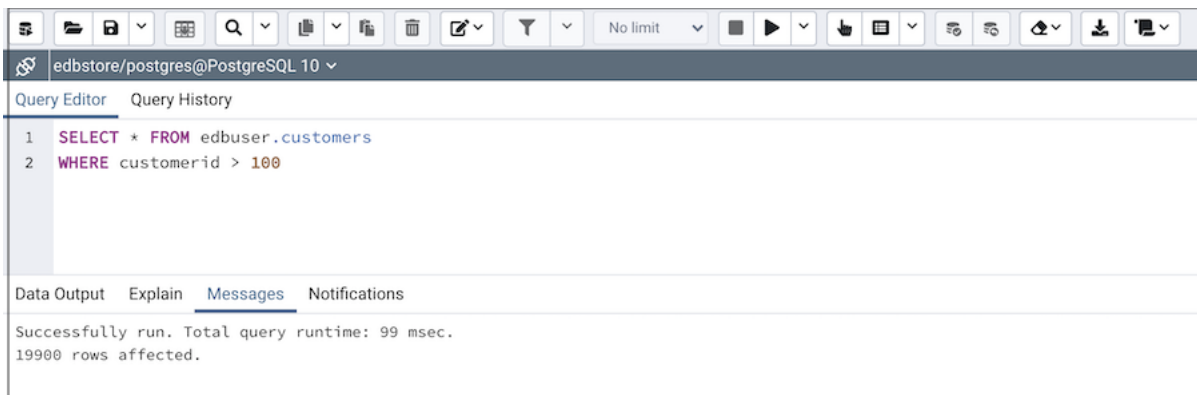 No limit
edbstore/postgres@PostgreSQL 10
Query Editor Query History
1 SELECT * FROM edbuser.customers
2 WHERE customerid > 100
Data Output Explain Messages Notifications
Successfully run. Total query runtime: 99 msec.
19900 rows affected.